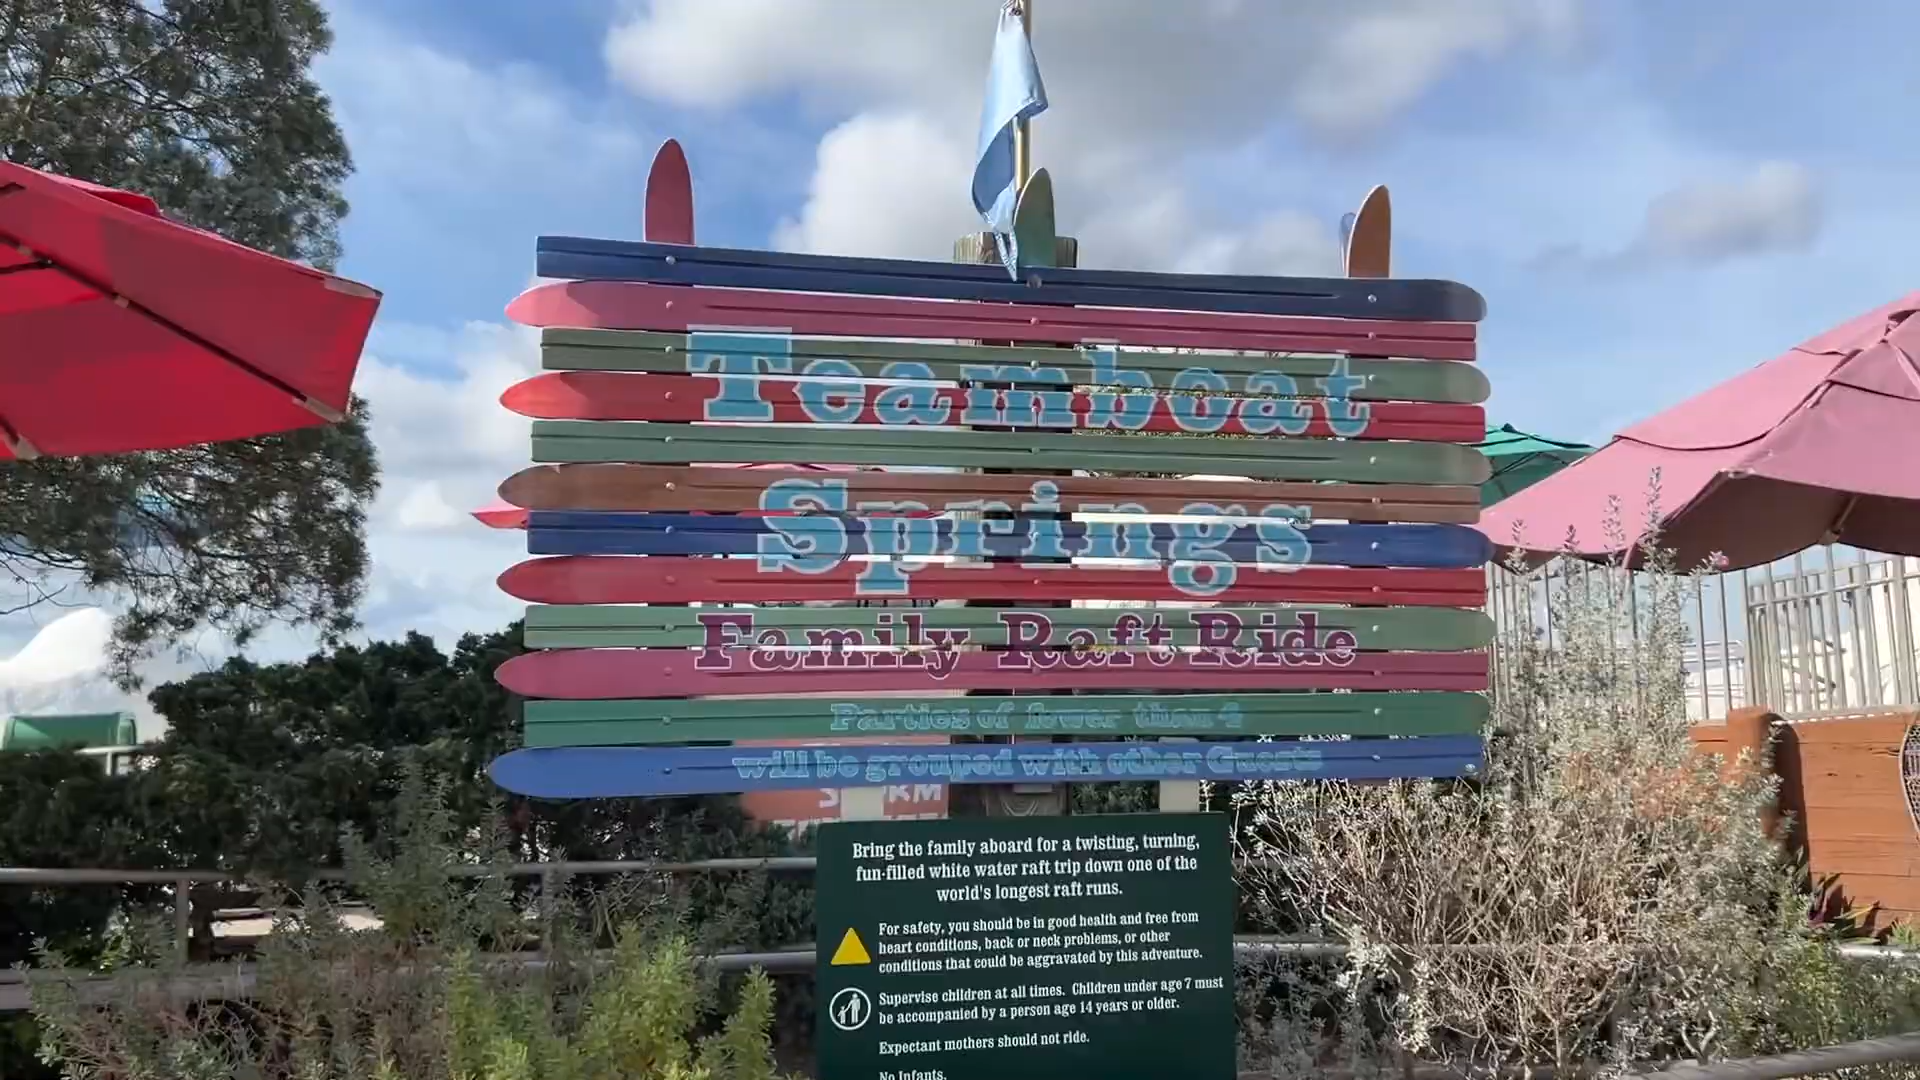 Teamboat
Springs
Family Raft Ride
Parties of fewer than 4
will be grouped with other Guests
Bring the family aboard for a twisting, turning,
fun-filled white water raft trip down one of the
world's longest raft runs.
For safety, you should be in good health and free from
heart conditions, back or neck problems, or other
conditions that could be aggravated by this adventure.
Supervise children at all times. Children under age 7 must
be accompanied by a person age 14 years or older.
Expectant mothers should not ride.
No Infants.